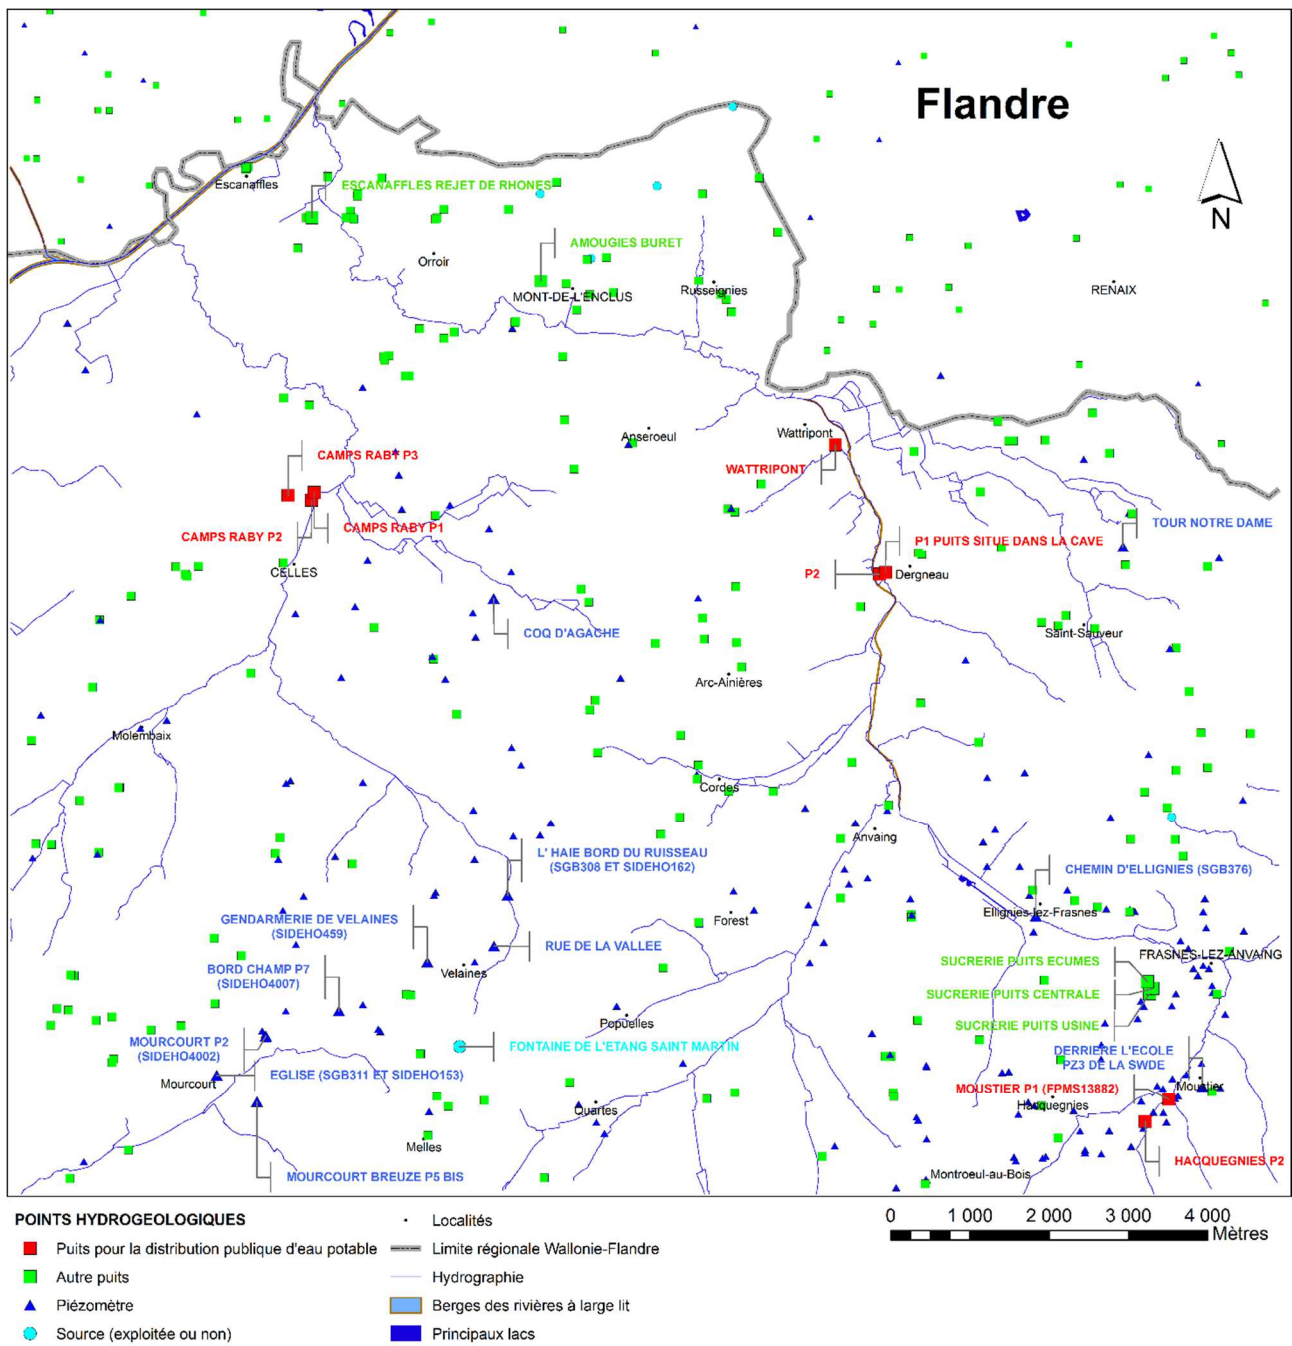 Flandre
N
Escanaffles
ESCANAFFLES REJET DE RHONES
AMOUGIES BURET
Orroir
MONT-DE-L'ENCLUS
Russeignies
RENAIX
Anseroeul
Wattripont
CAMPS RABY P3
WATTRIPONT
CAMPS RABY P2
CAMPS RABY P1
TOUR NOTRE DAME
P1 PUITS SITUE DANS LA CAVE
P2
Dergneau
CELLES
COQ D'AGACHE
Saint-Sauveur
Arc-Ainières
Molembaix
Cordes
Anvaing
L' HAIE BORD DU RUISSEAU
(SGB308 ET SIDEHO162)
CHEMIN D'ELLIGNIES (SGB376)
GENDARMERIE DE VELAINES
(SIDEHO459)
Forest
Ellignies-lez-Frasnes
RUE DE LA VALLEE
FRASNES-LEZ-ANVAING
SUCRERIE PUITS ECUMES
BORD CHAMP P7
(SIDEHO4007)
Velaines
SUCRERIE PUITS CENTRALE
Popuelles
SUCRERIE PUITS USINE
MOURCOURT P2
(SIDEHO4002)
FONTAINE DE L'ETANG SAINT MARTIN
DERRIERE L'ECOLE
PZ3 DE LA SWDE
Mourcourt
EGLISE (SGB311 ET SIDEHO153)
MOUSTIER P1 (FPMS13882)
Moustier
Hacquegnies
Quartes
Melles
HACQUEGNIES P2
MOURCOURT BREUZE P5 BIS
Montroeul-au-Bois
POINTS HYDROGEOLOGIQUES
Puits pour la distribution publique d'eau potable
Autre puits
Piézomètre
Source (exploitée ou non)
Localités
Limite régionale Wallonie-Flandre
Hydrographie
Berges des rivières à large lit
Principaux lacs
0 1 000 2 000 3 000 4 000
Mètres